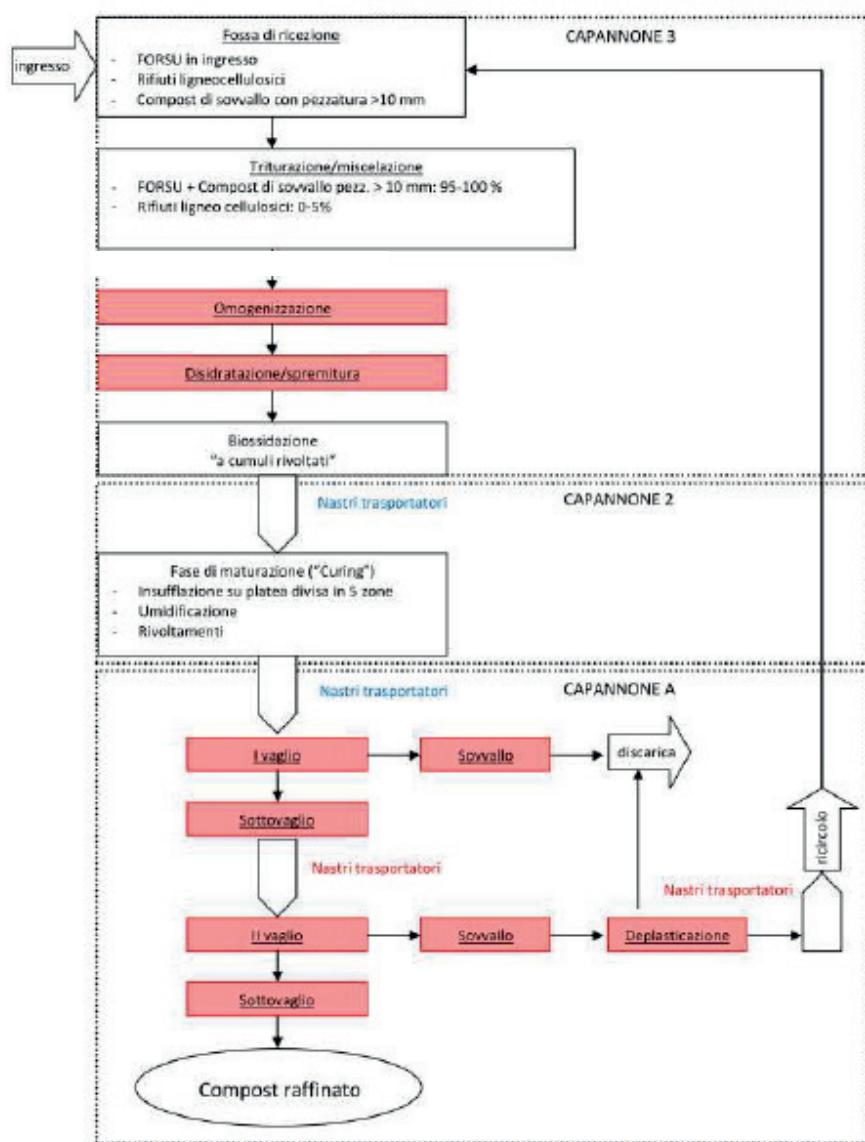 CAPANNONE 3
ingresso
Fossa di ricezione
- FORSU in ingresso
- Rifiuti ligneocellulosici
- Compost di sovvallo con pezzatura >10 mm
Triturazione/miscelazione
- FORSU + Compost di sovvallo pezz. > 10 mm: 95-100 %
- Rifiuti ligneo cellulosici: 0-5%
Omogenizzazione
Disidratazione/spremitura
Biossidazione
"a cumuli rivoltati"
Nastri trasportatori
CAPANNONE 2
Fase di maturazione ("Curing")
- Insufflazione su platea divisa in 5 zone
- Umidificazione
- Rivoltamenti
Nastri trasportatori
CAPANNONE A
I vaglio
Sovvallo
discarica
Sottovaglio
ricircolo
Nastri trasportatori
Nastri trasportatori
II vaglio
Sovvallo
Deplasticazione
Sottovaglio
Compost raffinato